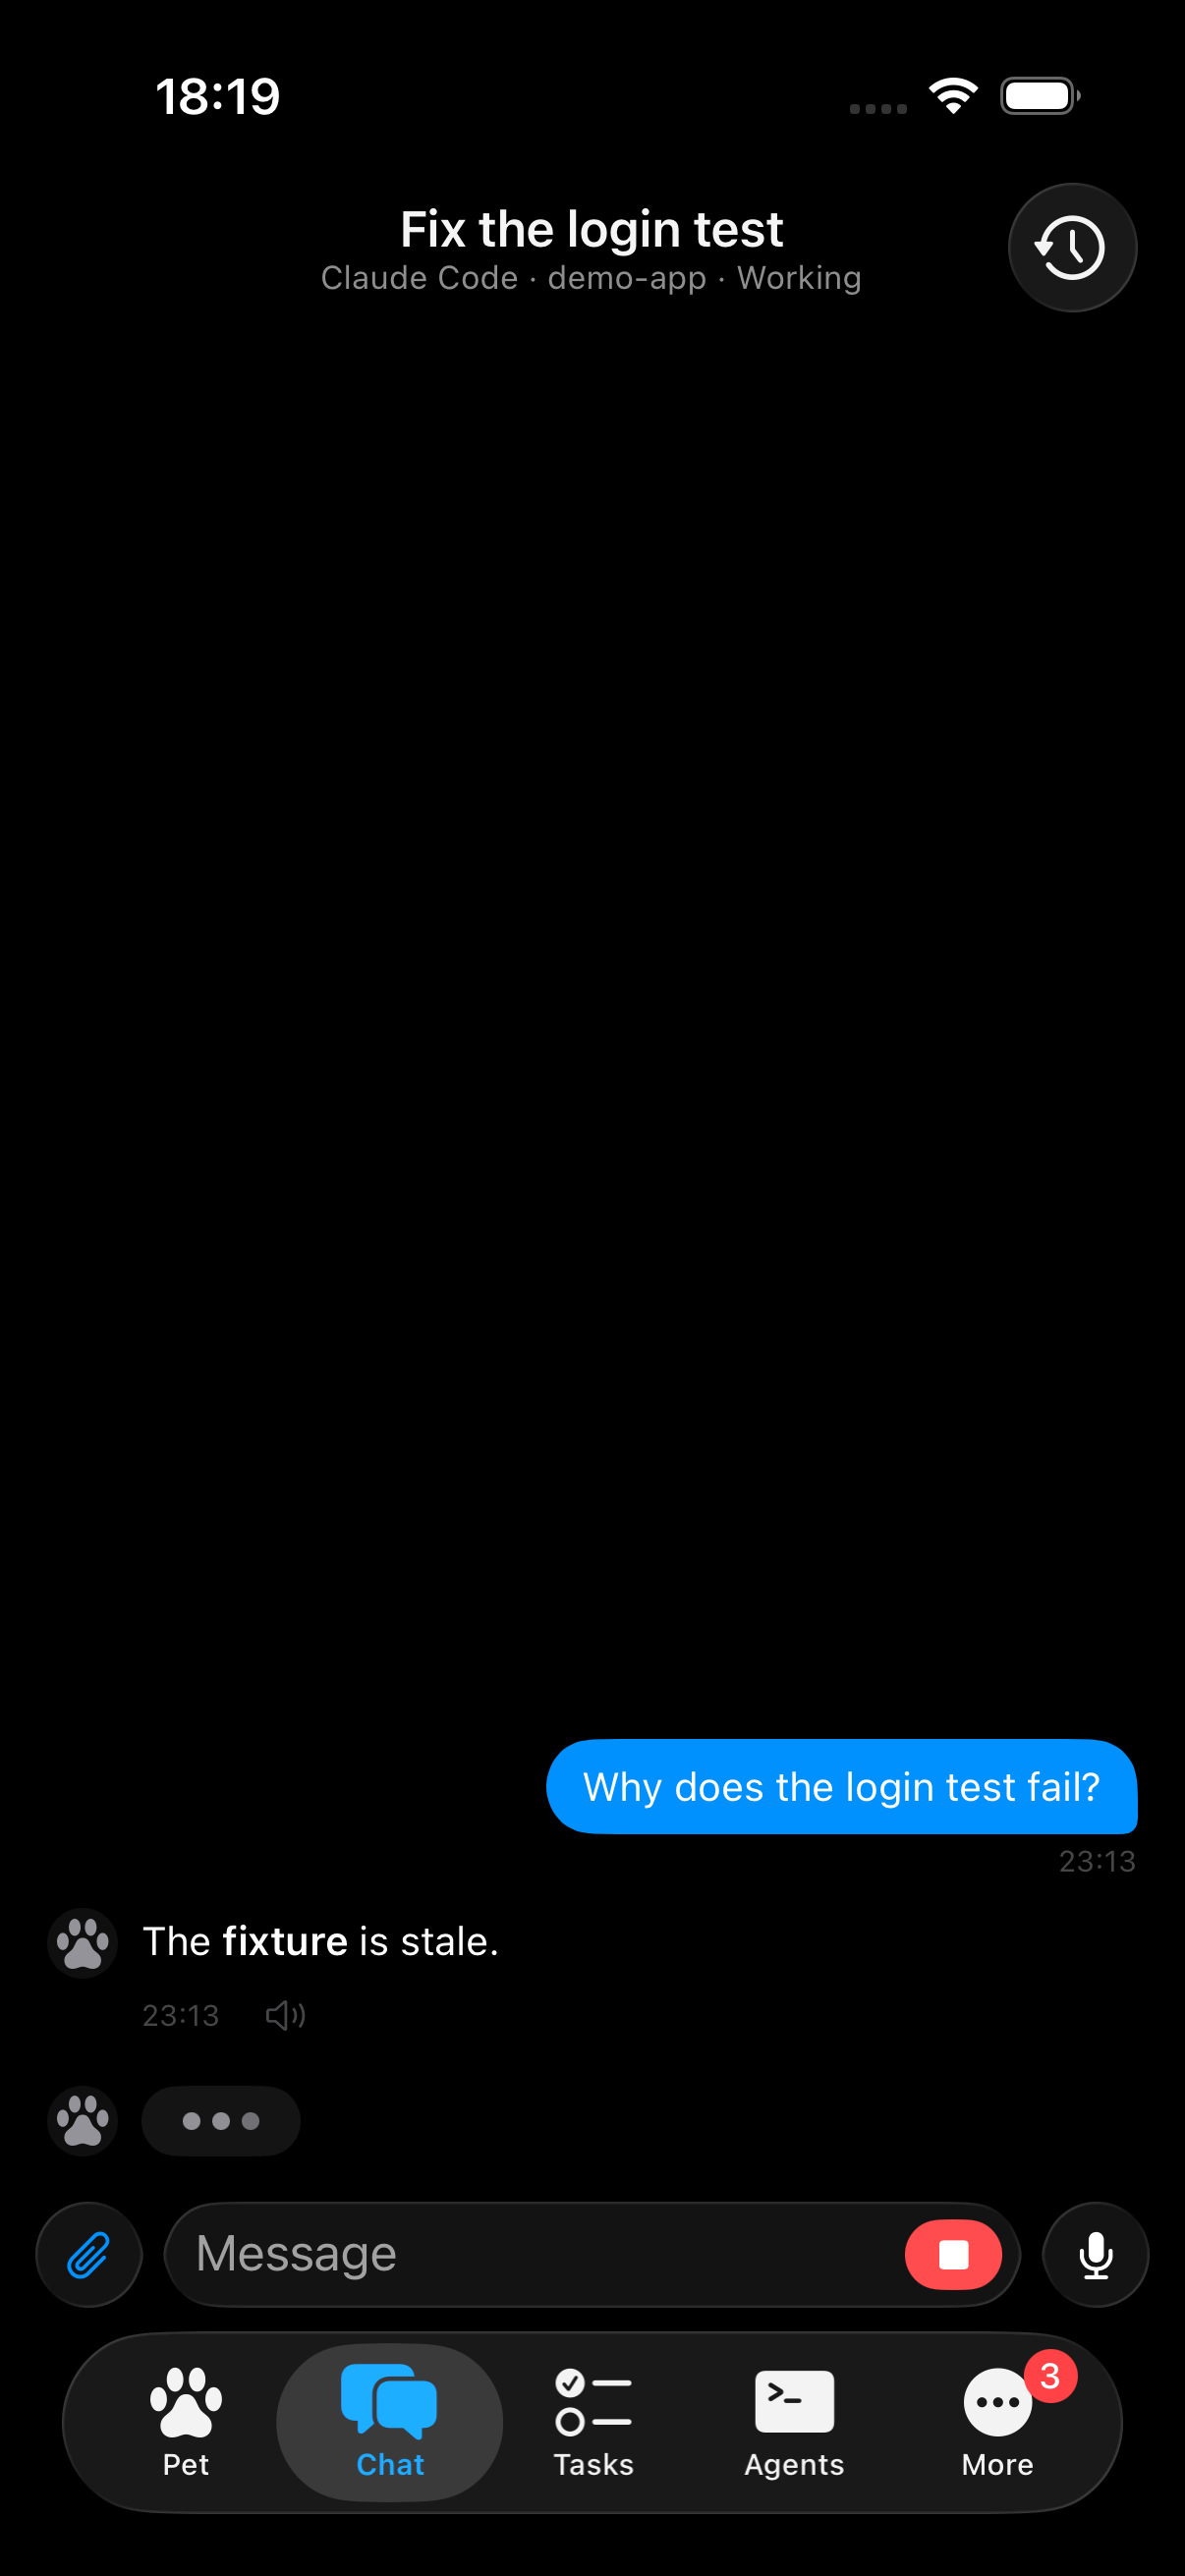 18:19
Fix the login test
Claude Code · demo-app · Working
Why does the login test fail?
23:13
The fixture is stale.
23:13
Message
3
Pet
Chat
Tasks
Agents
More